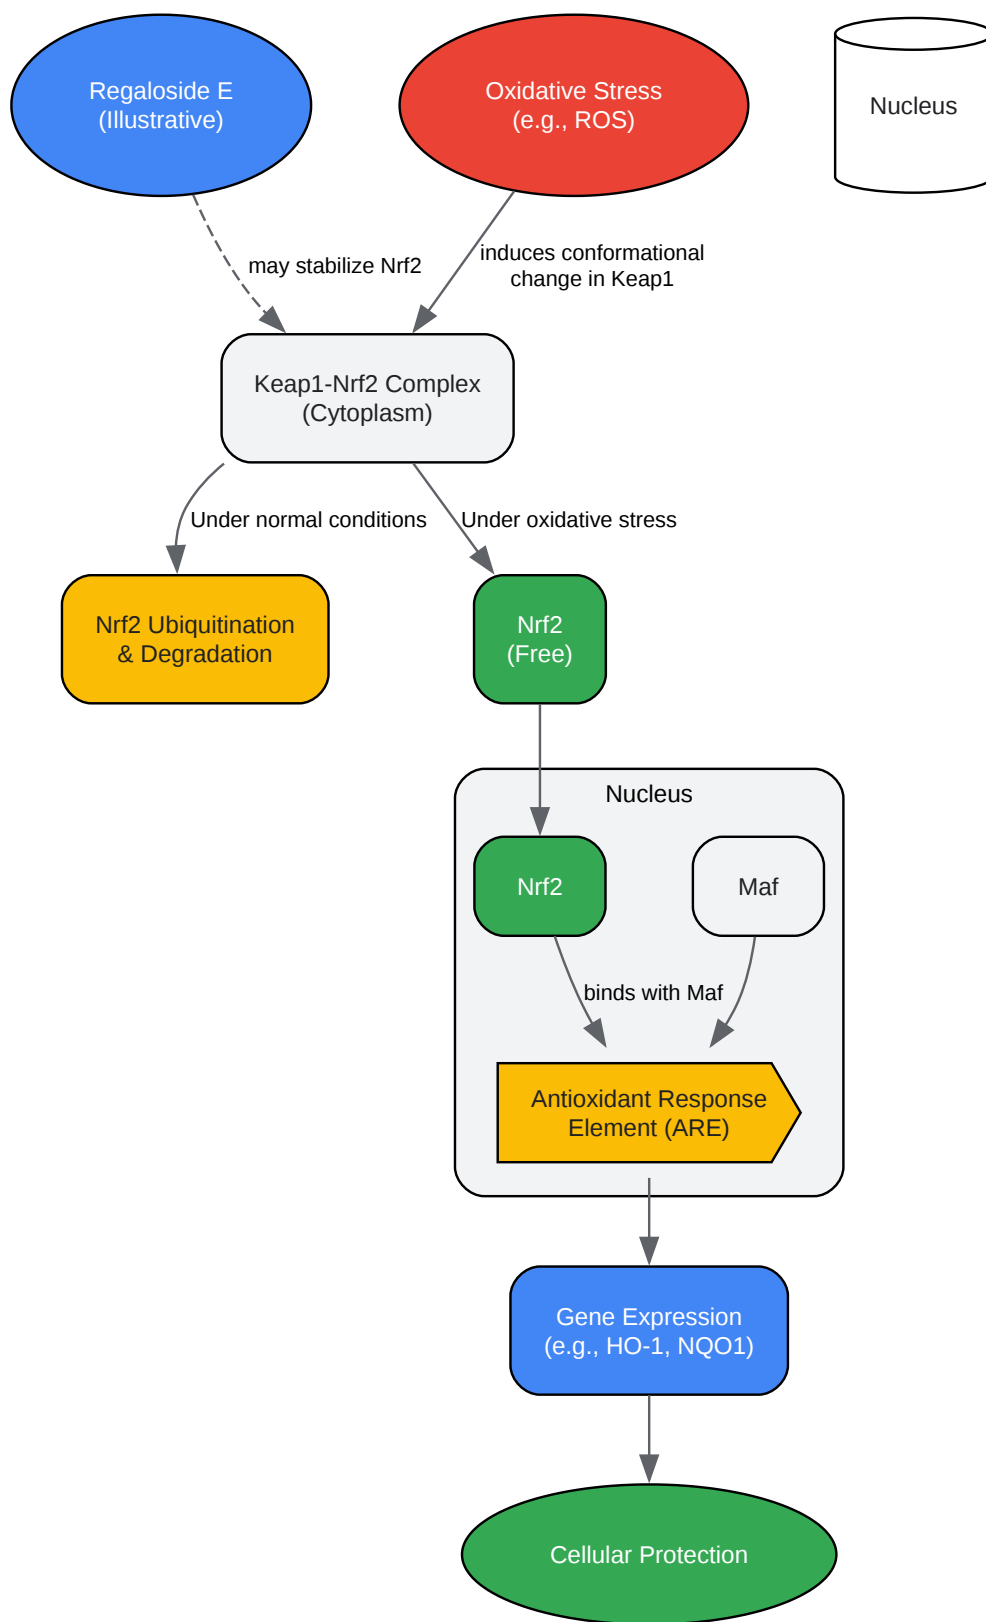 Regaloside E
(Illustrative)
Oxidative Stress
(e.g., ROS)
Nucleus
may stabilize Nrf2
induces conformational
change in Keap1
Keap1-Nrf2 Complex
(Cytoplasm)
Under normal conditions
Under oxidative stress
Nrf2 Ubiquitination
& Degradation
Nrf2
(Free)
Nucleus
Nrf2
Maf
binds with Maf
Antioxidant Response
Element (ARE)
Gene Expression
(e.g., HO-1, NQO1)
Cellular Protection